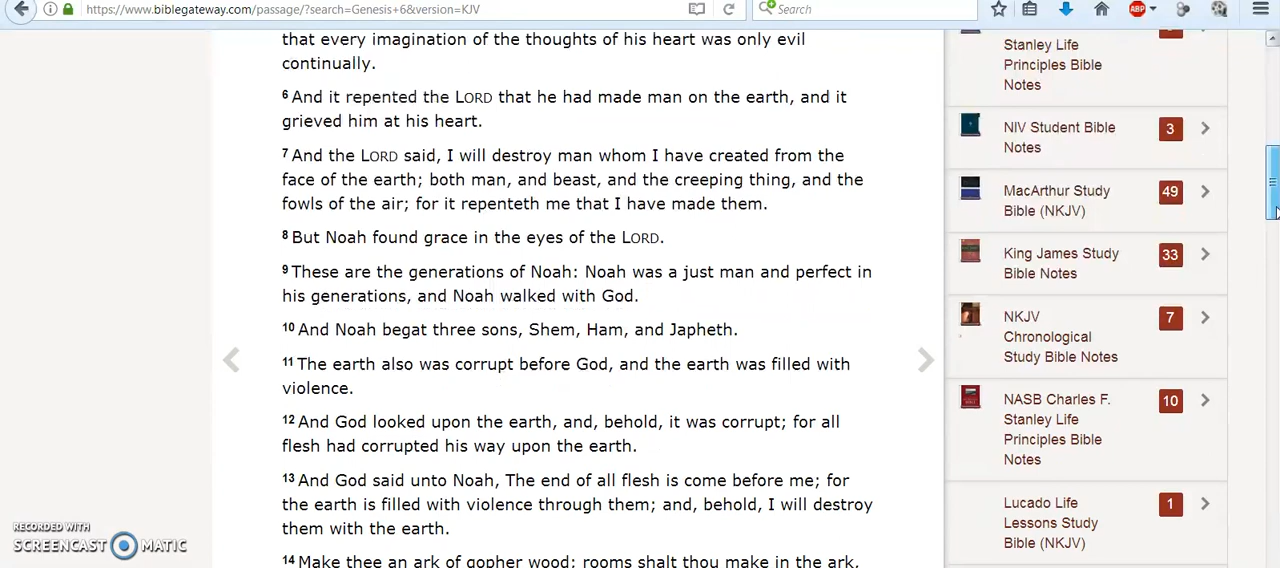 https://www.biblegateway.com/passage/?search=Genesis+6&version=KJV
Search
ABP
that every imagination of the thoughts of his heart was only evil
continually.
6 And it repented the LORD that he had made man on the earth, and it
grieved him at his heart.
7 And the LORD said, I will destroy man whom I have created from the
face of the earth; both man, and beast, and the creeping thing, and the
fowls of the air; for it repenteth me that I have made them.
8 But Noah found grace in the eyes of the LORD.
9 These are the generations of Noah: Noah was a just man and perfect in
his generations, and Noah walked with God.
10 And Noah begat three sons, Shem, Ham, and Japheth.
11 The earth also was corrupt before God, and the earth was filled with
violence.
12 And God looked upon the earth, and, behold, it was corrupt; for all
flesh had corrupted his way upon the earth.
13 And God said unto Noah, The end of all flesh is come before me; for
the earth is filled with violence through them; and, behold, I will destroy
them with the earth.
14 Make thee an ark of gopher wood; rooms shalt thou make in the ark,
Stanley Life
Principles Bible
Notes
NIV Student Bible
Notes
3
MacArthur Study
Bible (NKJV)
49
King James Study
Bible Notes
33
NKJV
Chronological
Study Bible Notes
7
NASB Charles F.
Stanley Life
Principles Bible
Notes
10
Lucado Life
Lessons Study
Bible (NKJV)
1
RECORDED WITH
SCREENCAST MATIC